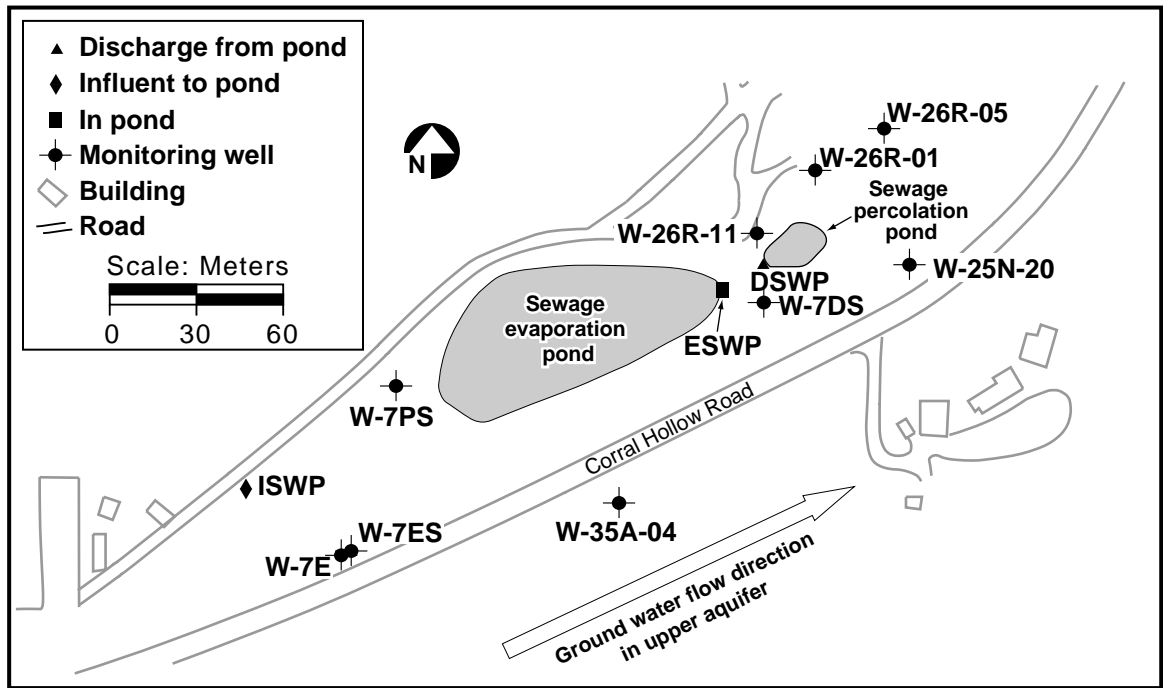 Discharge from pond
Influent to pond
In pond
Monitoring well
Building
Road
Scale: Meters
0 30 60
N
W-26R-05
W-26R-01
Sewage
percolation
pond
W-26R-11
DSWP
W-25N-20
W-7DS
ESWP
Sewage
evaporation
pond
W-7PS
Corral Hollow Road
ISWP
W-7ES
W-7E
W-35A-04
Ground water flow direction
in upper aquifer